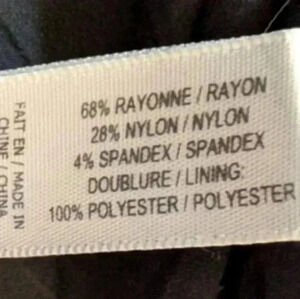 68% RAYONNE / RAYON
28% NYLON / NYLON
4% SPANDEX / SPANDEX
DOUBLURE / LINING:
100% POLYESTER / POLYESTER
FAIT EN / MADE IN
CHINE / CHINA